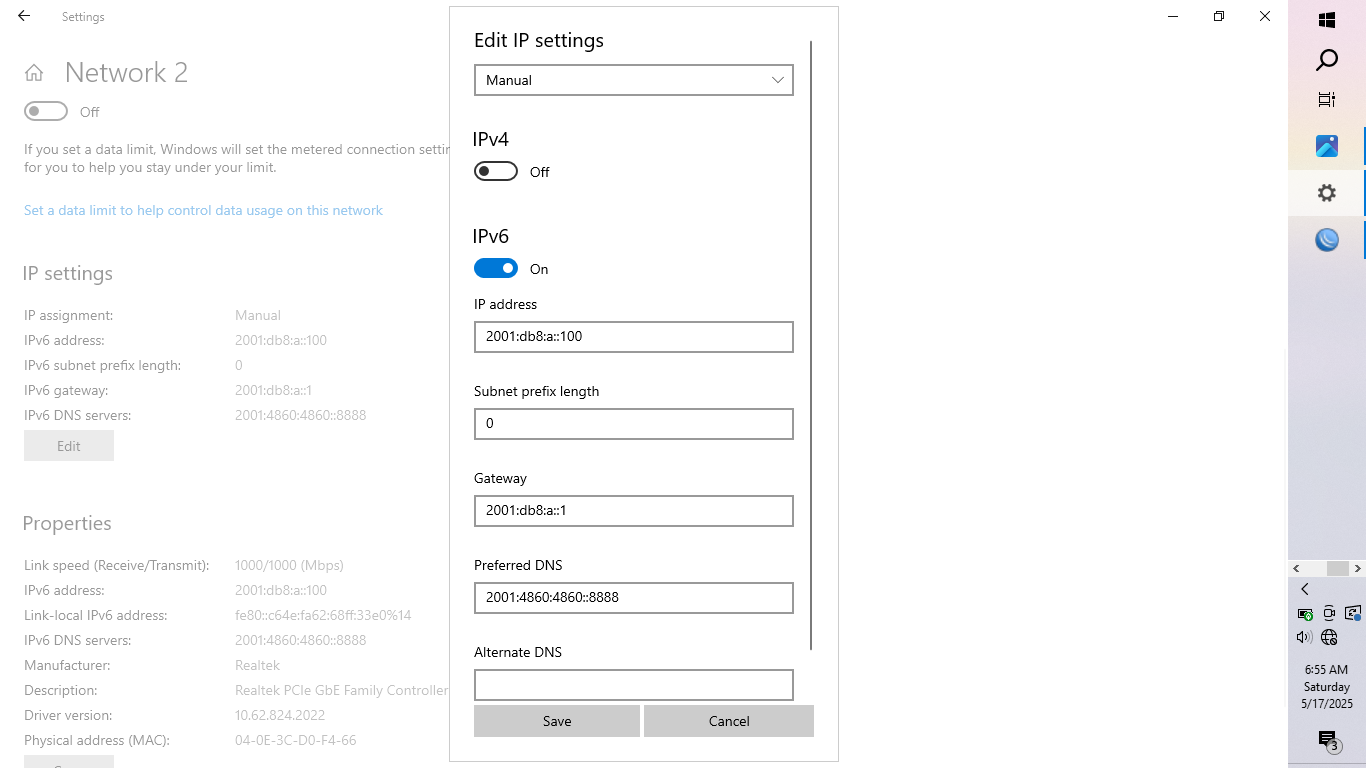 Settings
Network 2
Off
If you set a data limit, Windows will set the metered connection settin
for you to help you stay under your limit.
Set a data limit to help control data usage on this network
IP settings
IP assignment: Manual
IPv6 address: 2001:db8:a::100
IPv6 subnet prefix length: 0
IPv6 gateway: 2001:db8:a::1
IPv6 DNS servers: 2001:4860:4860::8888
Edit
Properties
Link speed (Receive/Transmit): 1000/1000 (Mbps)
IPv6 address: 2001:db8:a::100
Link-local IPv6 address: fe80::c64e:fa62:68ff:33e0%14
IPv6 DNS servers: 2001:4860:4860::8888
Manufacturer: Realtek
Description: Realtek PCIe GbE Family Controller
Driver version: 10.62.824.2022
Physical address (MAC): 04-0E-3C-D0-F4-66
Edit IP settings
Manual
IPv4
Off
IPv6
On
IP address
2001:db8:a::100
Subnet prefix length
0
Gateway
2001:db8:a::1
Preferred DNS
2001:4860:4860::8888
Alternate DNS
Save Cancel
6:55 AM
Saturday
5/17/2025
3